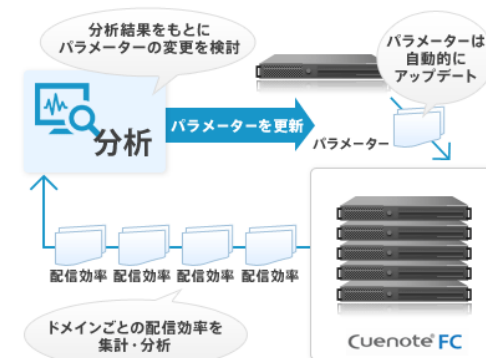 分析結果をもとに
パラメーターの変更を検討
パラメーターは
自動的に
アップデート
分析
パラメーターを更新
パラメーター
配信効率 配信効率 配信効率 配信効率
ドメインごとの配信効率を
集計・分析
Cuenote® FC